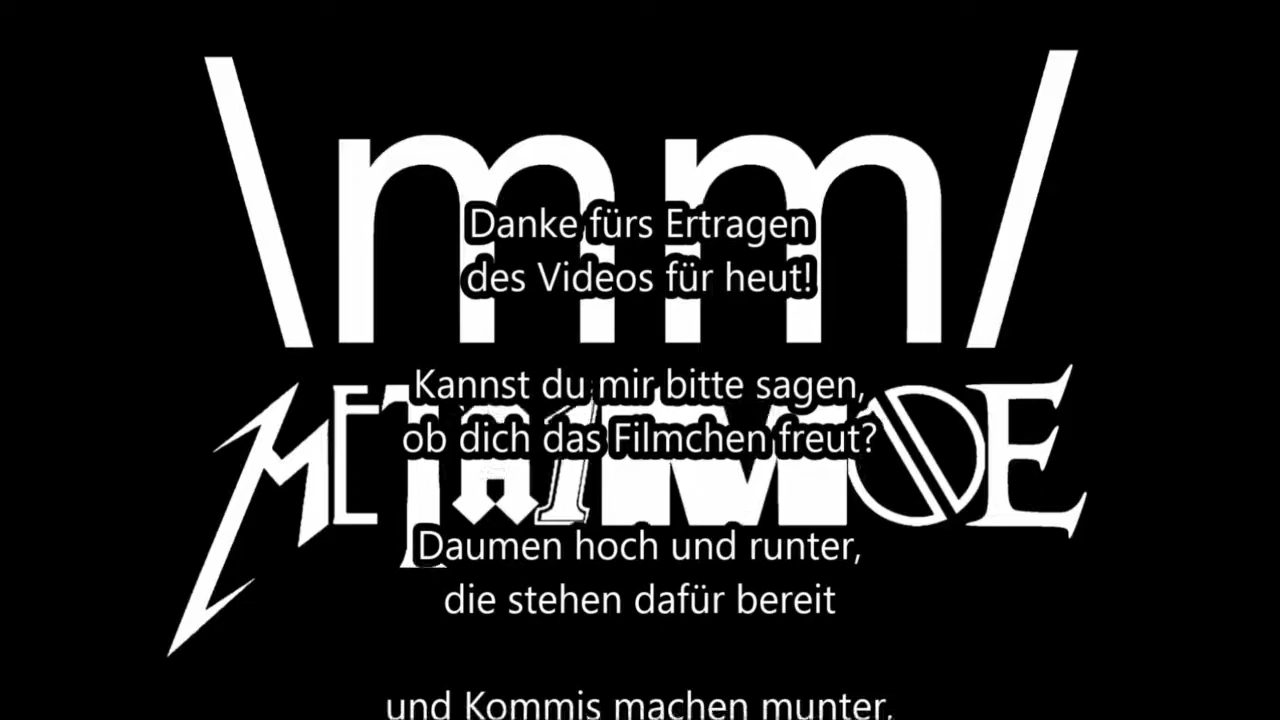 \mm/
Danke fürs Ertragen
des Videos für heut!
Kannst du mir bitte sagen,
ob dich das Filmchen freut?
Daumen hoch und runter,
die stehen dafür bereit
und Kommis machen munter,